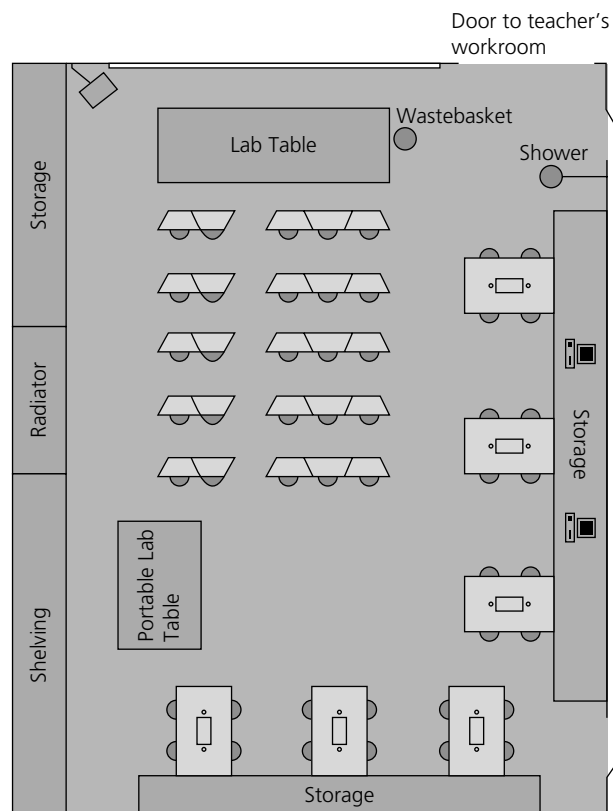 Door to teacher's
workroom
Wastebasket
Lab Table
Shower
Storage
Radiator
Storage
Portable Lab
Table
Shelving
Storage